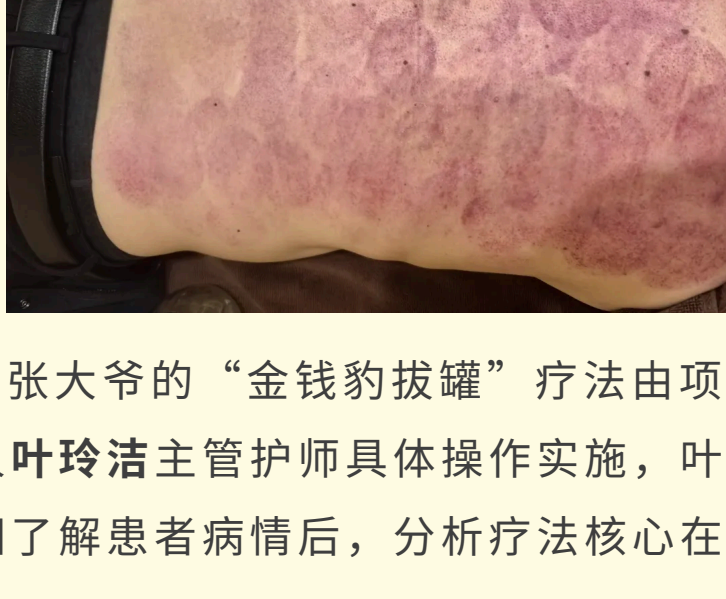 张大爷的“金钱豹拔罐”疗法由项
叶玲洁主管护师具体操作实施，叶
了解患者病情后，分析疗法核心在